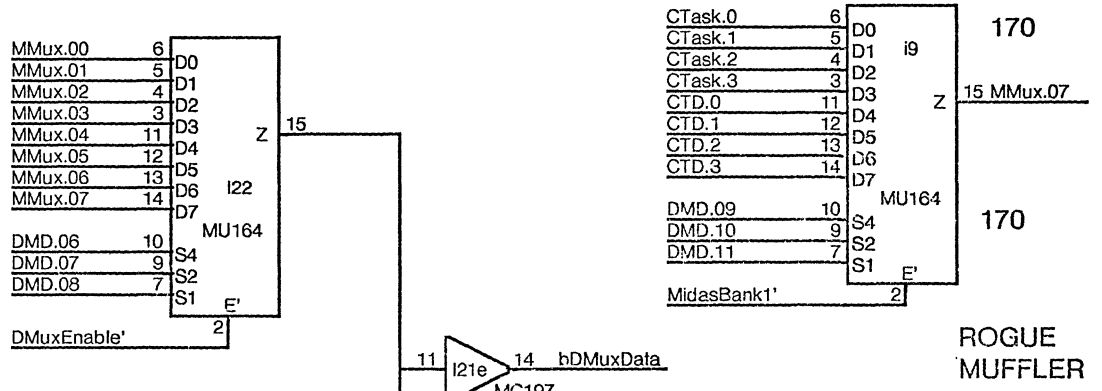 MMux.00 6 D0
MMux.01 5 D1
MMux.02 4 D2
MMux.03 3 D3
MMux.04 11 D4
MMux.05 12 D5
MMux.06 13 D6
MMux.07 14 D7
Z 15
I22
MU164
DMD.06 10 S4
DMD.07 9 S2
DMD.08 7 S1
E'
2
DMuxEnable'
11 I21e 14 bDMuxData
MC197
CTask.0 6 D0
CTask.1 5 D1
CTask.2 4 D2
CTask.3 3 D3
CTD.0 11 D4
CTD.1 12 D5
CTD.2 13 D6
CTD.3 14 D7
i9
170
Z 15 MMux.07
MU164
170
DMD.09 10 S4
DMD.10 9 S2
DMD.11 7 S1
E'
2
MidasBank1'
ROGUE
MUFFLER